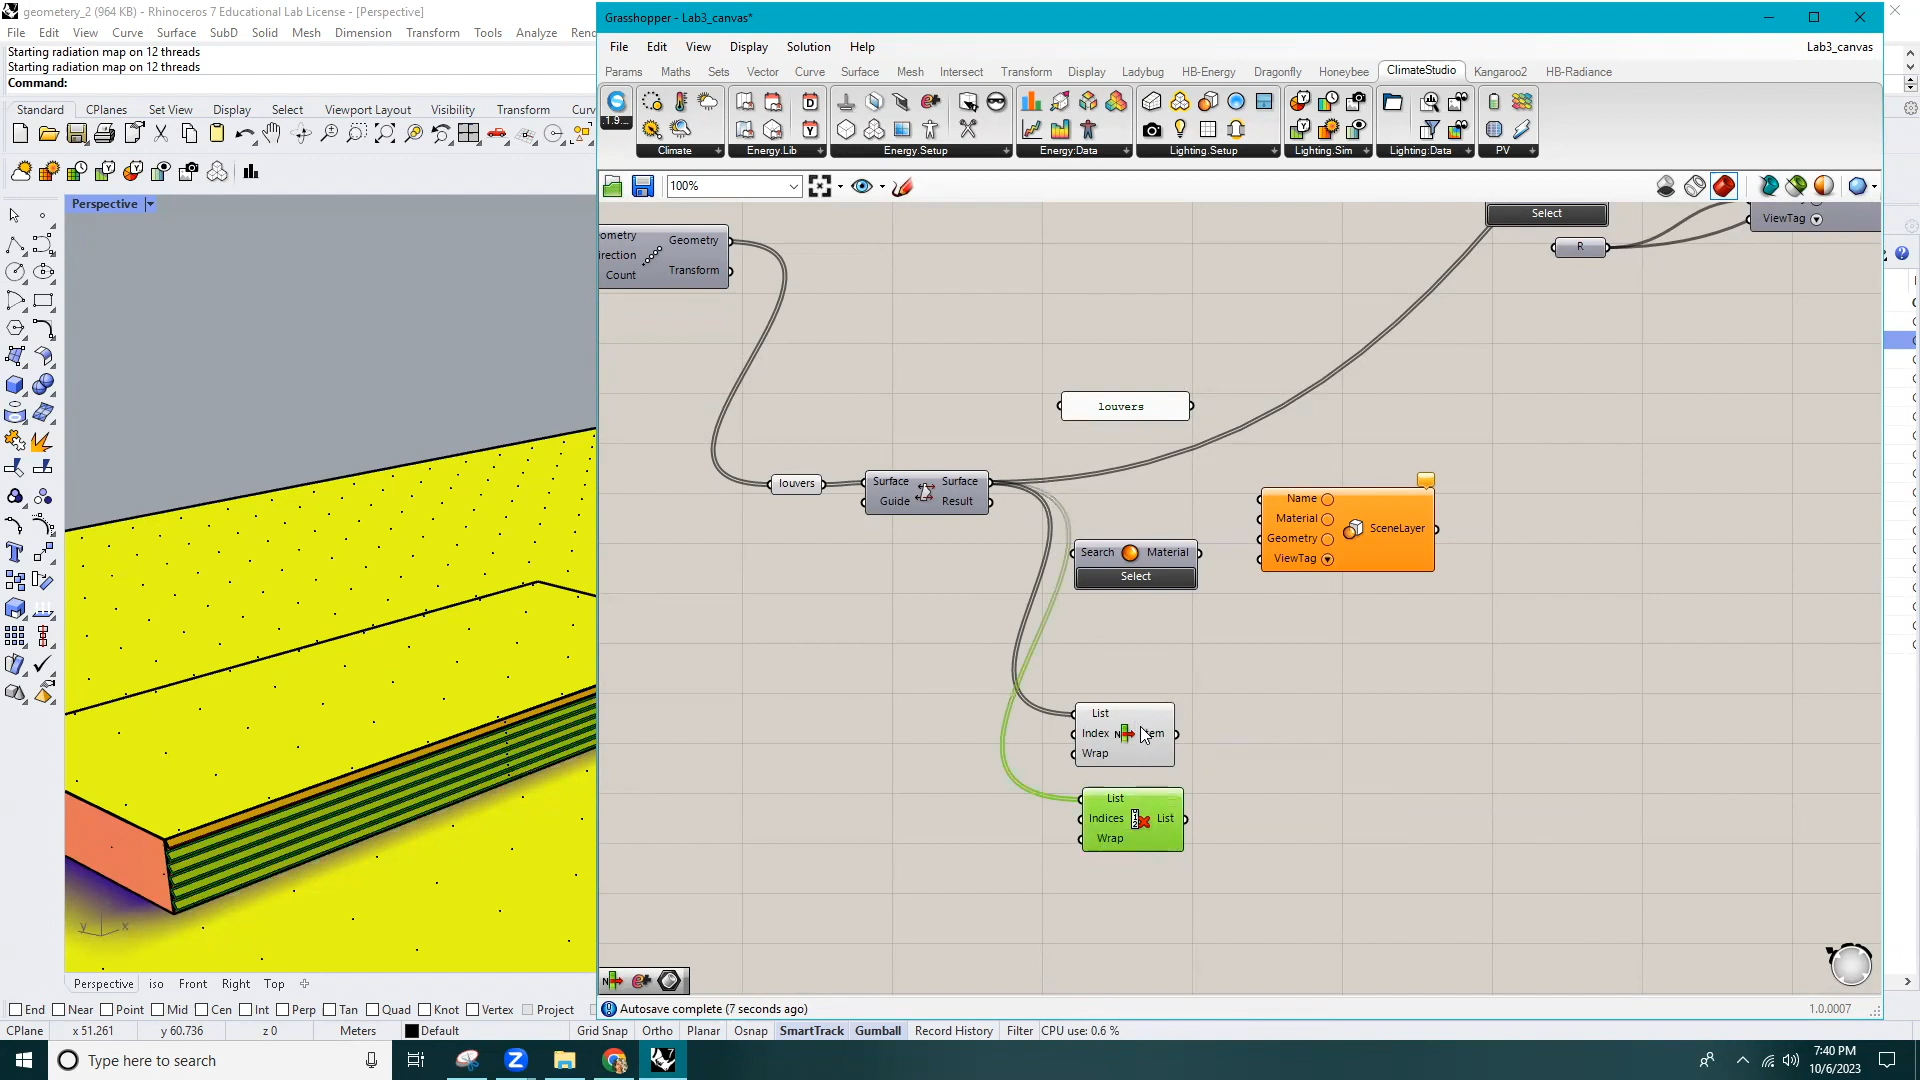 geometery_2 (964 KB) - Rhinoceros 7 Educational Lab License - [Perspective]
File Edit View Curve Surface SubD Solid Mesh Dimension Transform Tools Analyze
Starting radiation map on 12 threads
Starting radiation map on 12 threads
Command:
Standard CPlanes Set View Display Select Viewport Layout Visibility Transform
Perspective
Grasshopper - Lab3_canvas*
File Edit View Display Solution Help
Lab3_canvas
Params Maths Sets Vector Curve Surface Mesh Intersect Transform Display Ladybug HB-Energy Dragonfly Honeybee ClimateStudio Kangaroo2 HB-Radiance
Climate Energy.Lib Energy.Setup Energy:Data Lighting.Setup Lighting.Sim Lighting:Data PV
100%
Select
ViewTag
R
Geometry
Transform
Count
louvers
louvers
Surface Surface
Guide Result
Search Material
Select
Name
Material
Geometry
ViewTag
SceneLayer
List
Index
Wrap
List
Indices List
Wrap
y x
Perspective iso Front Right Top
Autosave complete (7 seconds ago)
1.0.0007
End Near Point Mid Cen Int Perp Tan Quad Knot Vertex Project
CPlane x 51.261 y 60.736 z 0 Meters Default Grid Snap Ortho Planar Osnap SmartTrack Gumball Record History Filter CPU use: 0.6 %
Type here to search
7:40 PM
10/6/2023